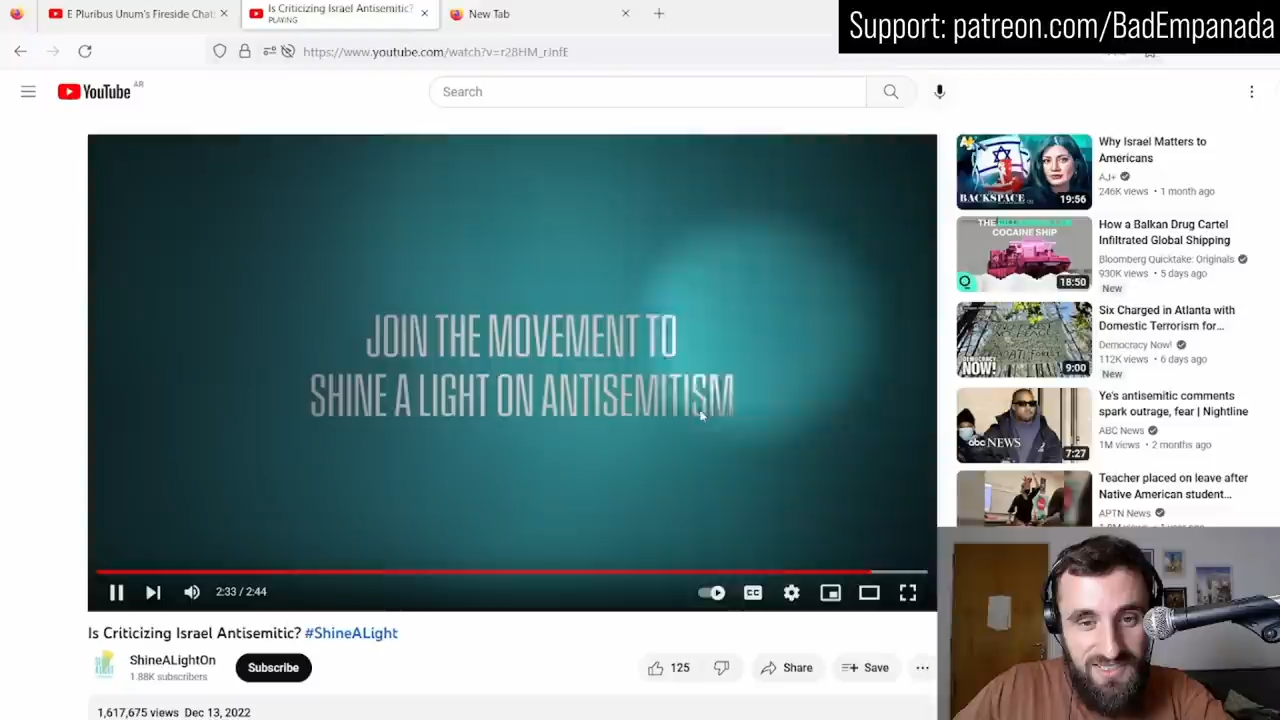 E Pluribus Unum's Fireside Chat
Is Criticizing Israel Antisemitic?
PLAYING
New Tab
Support: patreon.com/BadEmpanada
https://www.youtube.com/watch?v=r28HM_rJnfE
YouTube AR
Search
JOIN THE MOVEMENT TO
SHINE A LIGHT ON ANTISEMITISM
2:33 / 2:44
CC
Is Criticizing Israel Antisemitic? #ShineALight
ShineALightOn
1.88K subscribers
Subscribe
125
Share
Save
1,617,675 views Dec 13, 2022
BACKSPACE
19:56
Why Israel Matters to
Americans
AJ+
246K views • 1 month ago
THE
COCAINE SHIP
18:50
How a Balkan Drug Cartel
Infiltrated Global Shipping
Bloomberg Quicktake: Originals
930K views • 5 days ago
New
DEMOCRACY
NOW!
9:00
Six Charged in Atlanta with
Domestic Terrorism for...
Democracy Now!
112K views • 6 days ago
New
abc NEWS
7:27
Ye's antisemitic comments
spark outrage, fear | Nightline
ABC News
1M views • 2 months ago
Teacher placed on leave after
Native American student...
APTN News